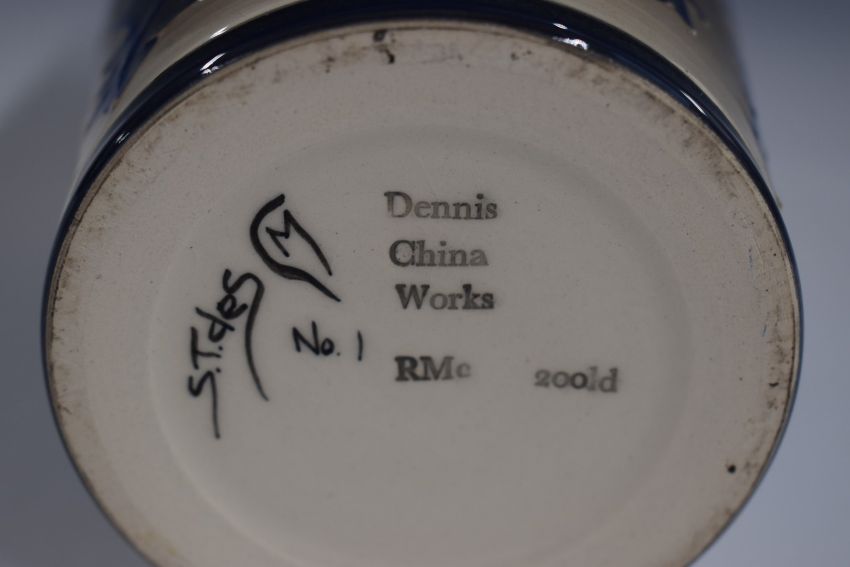 Dennis
China
Works
RMc 200ld
S.T.des
M
No. 1